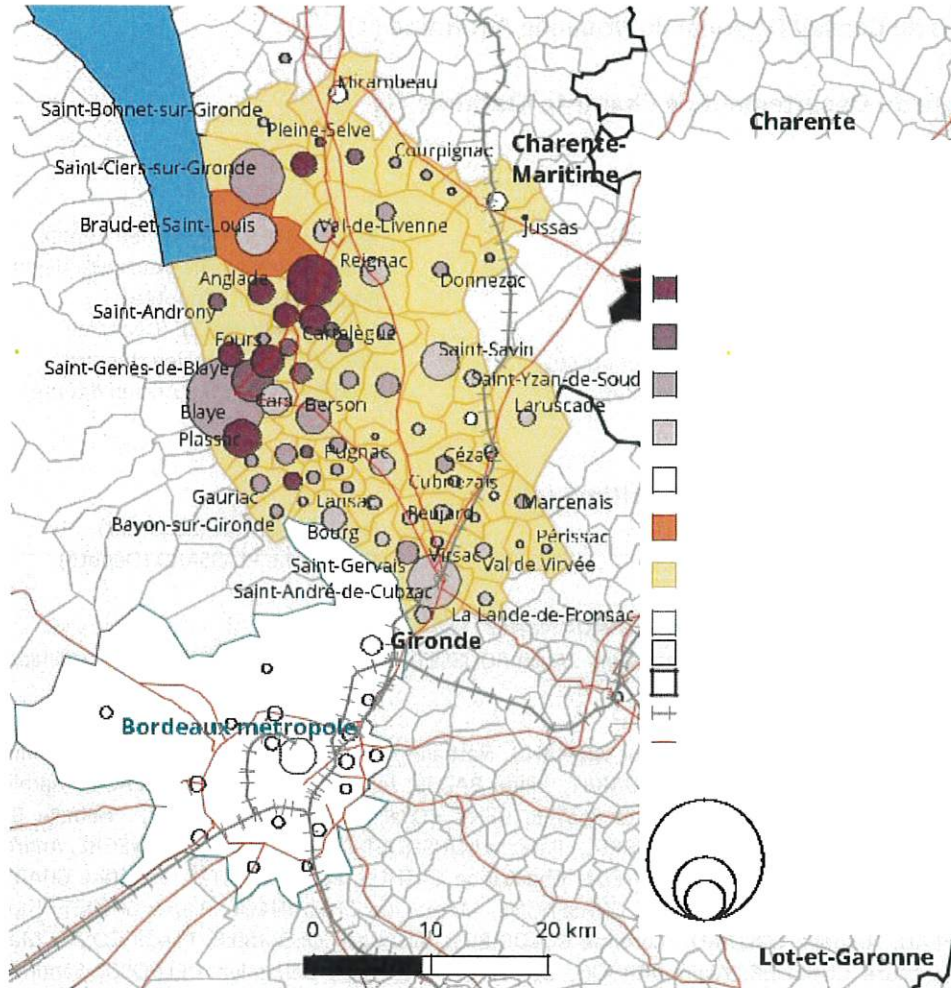 Mirambeau
Saint-Bonnet-sur-Gironde
Pleine-Selve
Courpignac
Charente-
Maritime
Charente
Saint-Ciers-sur-Gironde
Braud-et-Saint-Louis
Val-de-Livenne
Jussas
Reignac
Anglade
Donnezac
Saint-Androny
Cartelègue
Fours
Saint-Savin
Saint-Genès-de-Blaye
Saint-Yzan-de-Soud
Cars
Berson
Blaye
Laruscade
Plassac
Pugnac
Cézac
Cubnezais
Gauriac
Lansac
Marcenais
Bayon-sur-Gironde
Peujard
Bourg
Périssac
Virsac
Saint-Gervais
Val de Virvée
Saint-André-de-Cubzac
La Lande-de-Fronsac
Gironde
Bordeaux métropole
0 10 20 km
Lot-et-Garonne